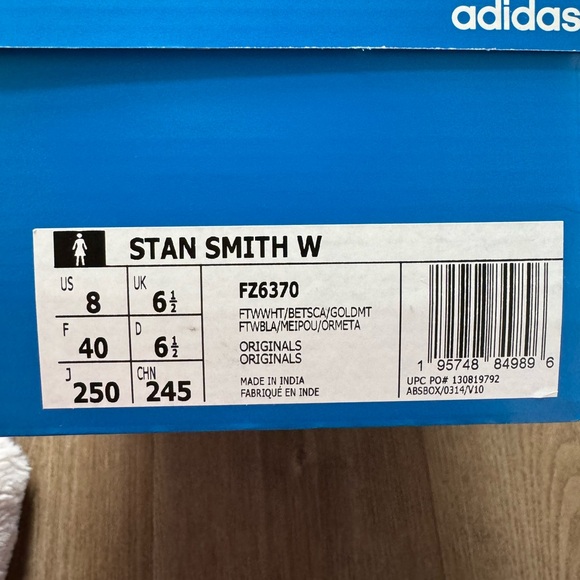 adidas
STAN SMITH W
US 8 UK 6½
F 40 D 6½
J 250 CHN 245
FZ6370
FTWWHT/BETSCA/GOLDMT
FTWBLA/MEIPOU/ORMETA
ORIGINALS
ORIGINALS
MADE IN INDIA
FABRIQUÉ EN INDE
1 95748 84989 6
UPC PO# 130819792
ABSBOX/0314/V10